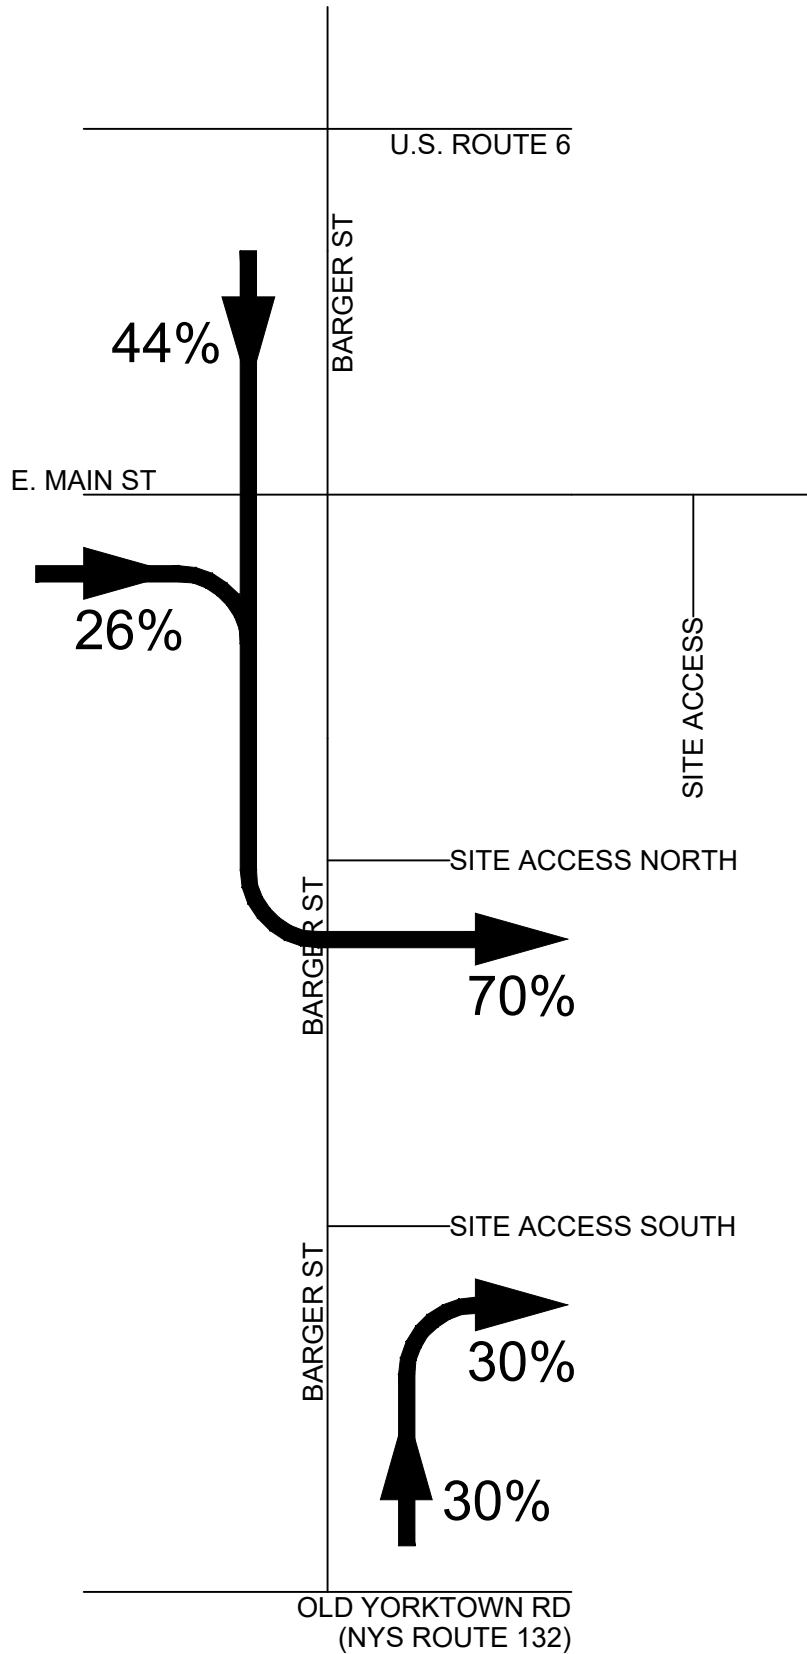 U.S. ROUTE 6
BARGER ST
44%
E. MAIN ST
26%
SITE ACCESS
SITE ACCESS NORTH
BARGER ST
70%
SITE ACCESS SOUTH
BARGER ST
30%
30%
OLD YORKTOWN RD
(NYS ROUTE 132)